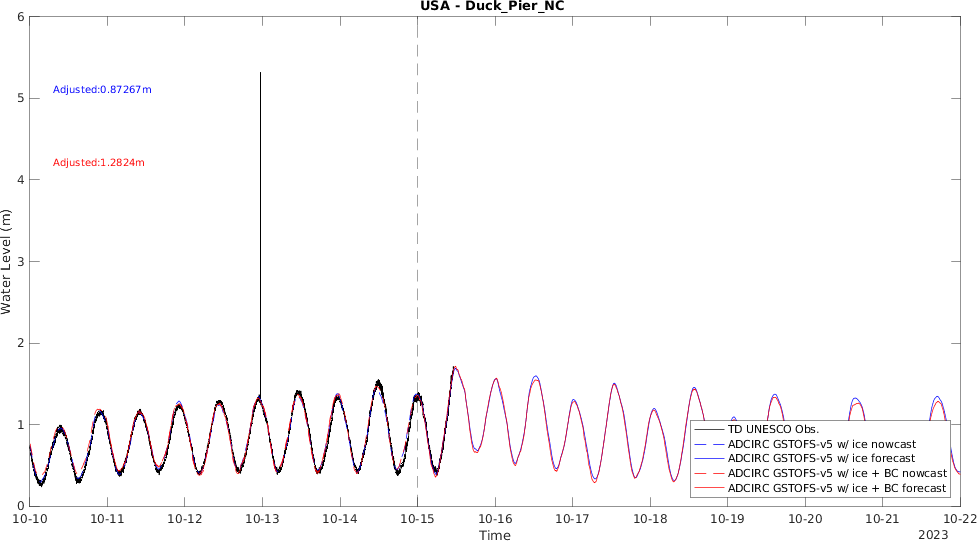 USA - Duck_Pier_NC
6
5
4
3
2
1
0
Water Level (m)
Adjusted:0.87267m
Adjusted:1.2824m
TD UNESCO Obs.
ADCIRC GSTOFS-v5 w/ ice nowcast
ADCIRC GSTOFS-v5 w/ ice forecast
ADCIRC GSTOFS-v5 w/ ice + BC nowcast
ADCIRC GSTOFS-v5 w/ ice + BC forecast
10-10 10-11 10-12 10-13 10-14 10-15 10-16 10-17 10-18 10-19 10-20 10-21 10-22
Time
2023